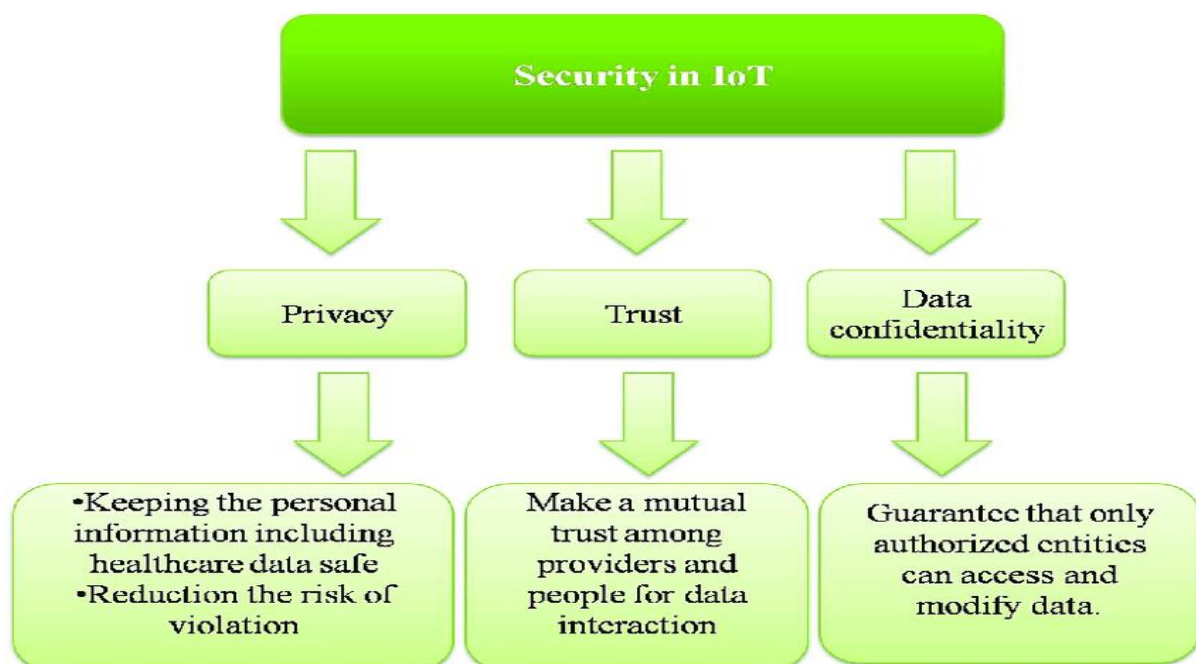 Security in IoT
Privacy
Trust
Data
confidentiality
•Keeping the personal
information including
healthcare data safe
•Reduction the risk of
violation
Make a mutual
trust among
providers and
people for data
interaction
Guarantee that only
authorized entities
can access and
modify data.